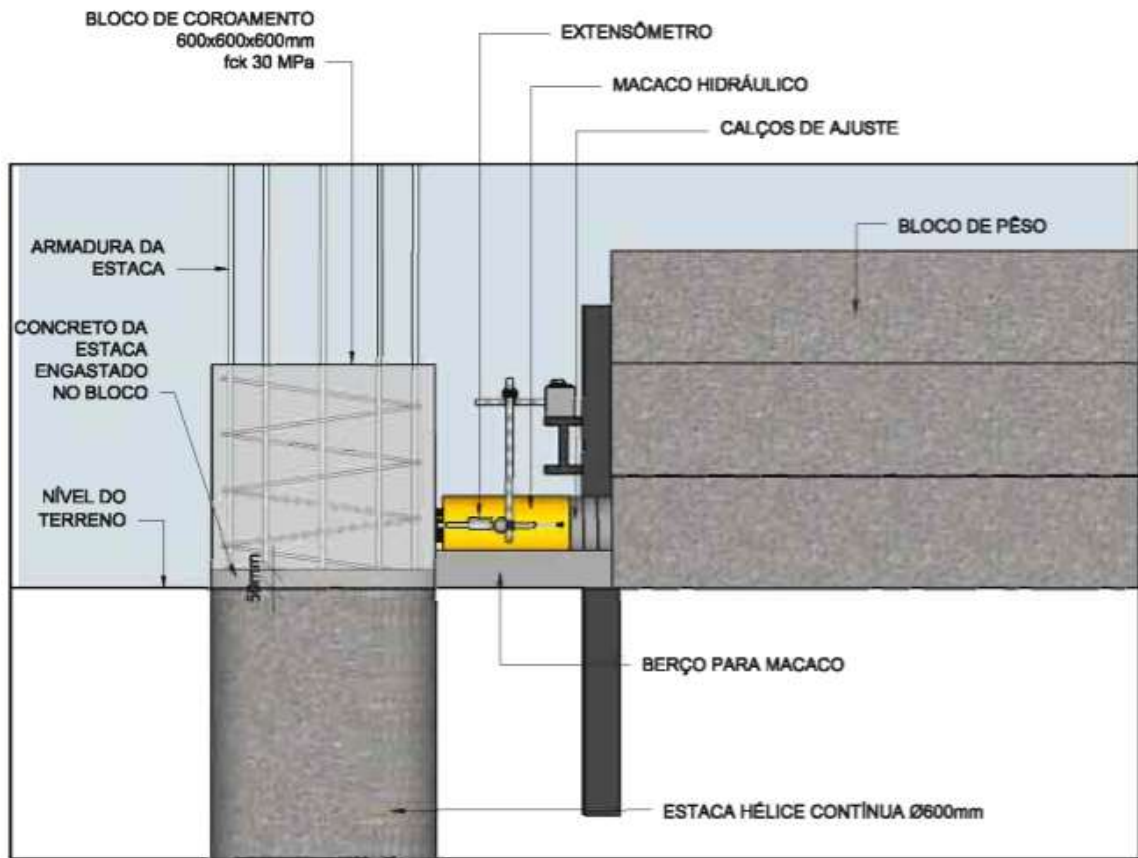 BLOCO DE COROAMENTO
600x600x600mm
fck 30 MPa
EXTENSÔMETRO
MACACO HIDRÁULICO
CALÇOS DE AJUSTE
BLOCO DE PÊSO
ARMADURA DA
ESTACA
CONCRETO DA
ESTACA
ENGASTADO
NO BLOCO
NÍVEL DO
TERRENO
50mm
BERÇO PARA MACACO
ESTACA HÉLICE CONTÍNUA Ø600mm